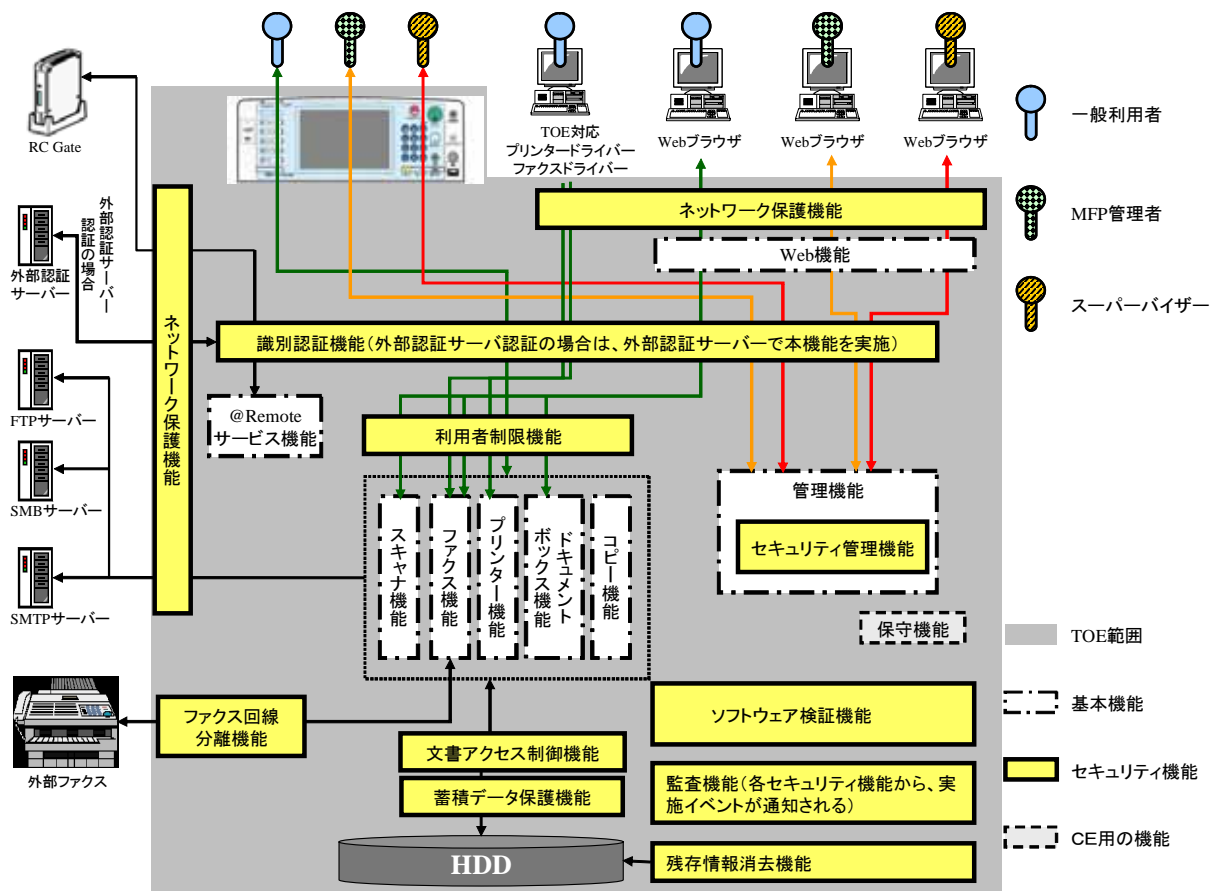 RC Gate
TOE対応
プリンタードライバー
ファクスドライバー
Webブラウザ
Webブラウザ
Webブラウザ
一般利用者
MFP管理者
スーパーバイザー
外部認証
サーバー
外部認証サーバー
認証の場合
ネットワーク保護機能
ネットワーク保護機能
Web機能
識別認証機能(外部認証サーバ認証の場合は、外部認証サーバーで本機能を実施)
FTPサーバー
SMBサーバー
SMTPサーバー
@Remote
サービス機能
利用者制限機能
スキャナ機能
ファクス機能
プリンター機能
ドキュメント
ボックス機能
コピー機能
管理機能
セキュリティ管理機能
保守機能
TOE範囲
基本機能
セキュリティ機能
CE用の機能
外部ファクス
ファクス回線
分離機能
文書アクセス制御機能
蓄積データ保護機能
HDD
ソフトウェア検証機能
監査機能(各セキュリティ機能から、実
施イベントが通知される)
残存情報消去機能